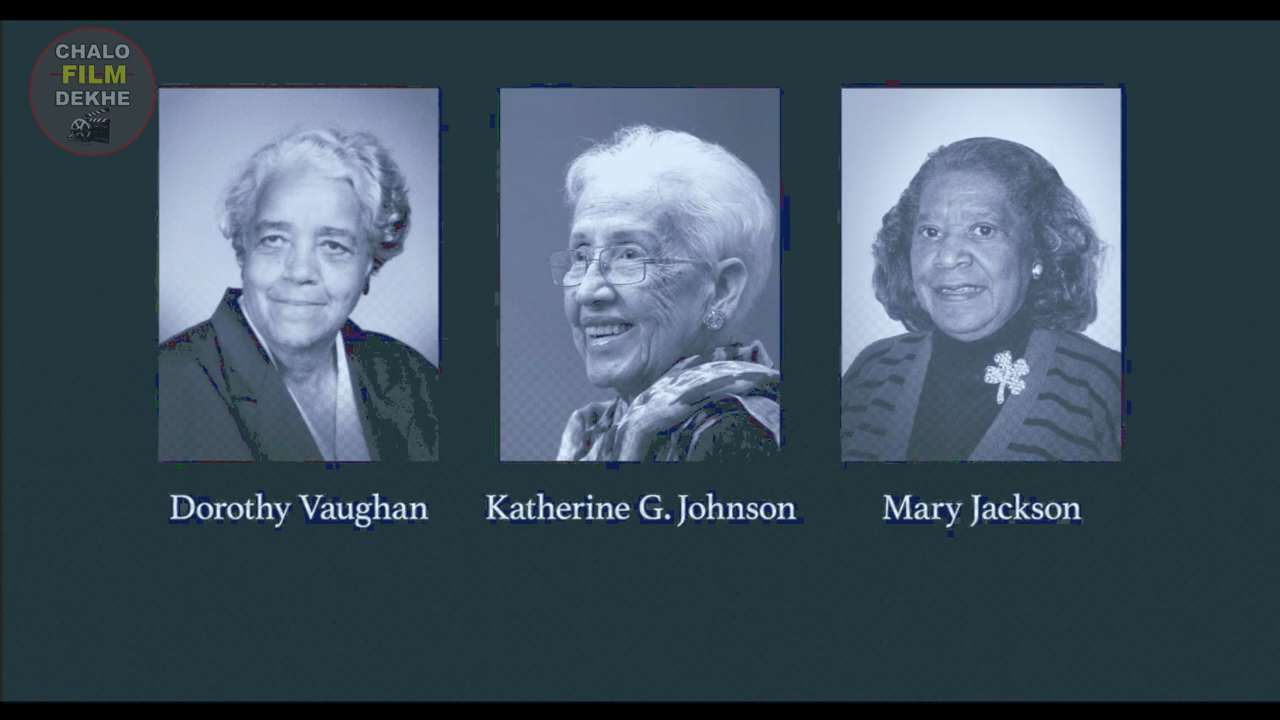 CHALO
FILM
DEKHE
Dorothy Vaughan
Katherine G. Johnson
Mary Jackson